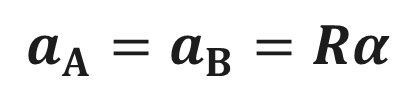 a_A = a_B = Rα